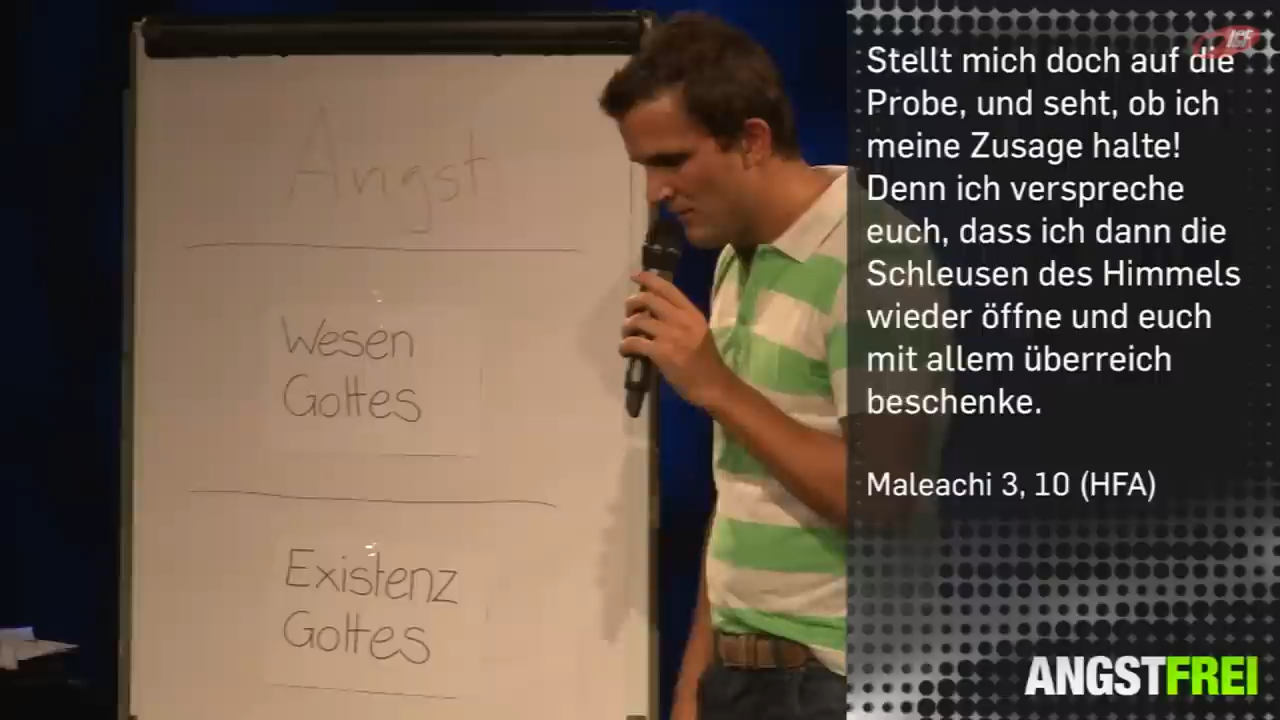 Angst
Wesen
Gottes
Existenz
Gottes
ICF
Stellt mich doch auf die
Probe, und seht, ob ich
meine Zusage halte!
Denn ich verspreche
euch, dass ich dann die
Schleusen des Himmels
wieder öffne und euch
mit allem überreich
beschenke.
Maleachi 3, 10 (HFA)
ANGSTFREI